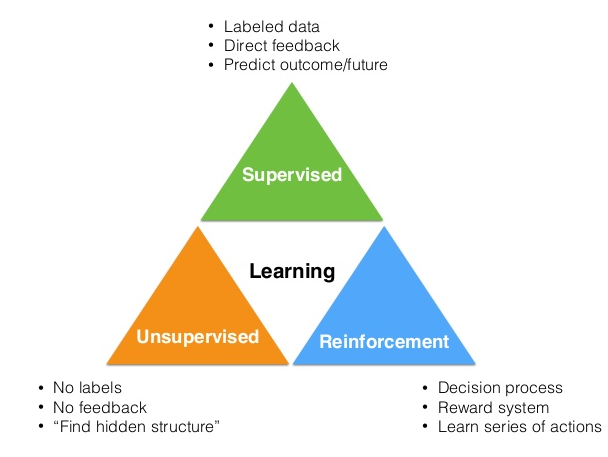 • Labeled data
• Direct feedback
• Predict outcome/future
Supervised
Learning
Unsupervised
Reinforcement
• No labels
• No feedback
• “Find hidden structure”
• Decision process
• Reward system
• Learn series of actions